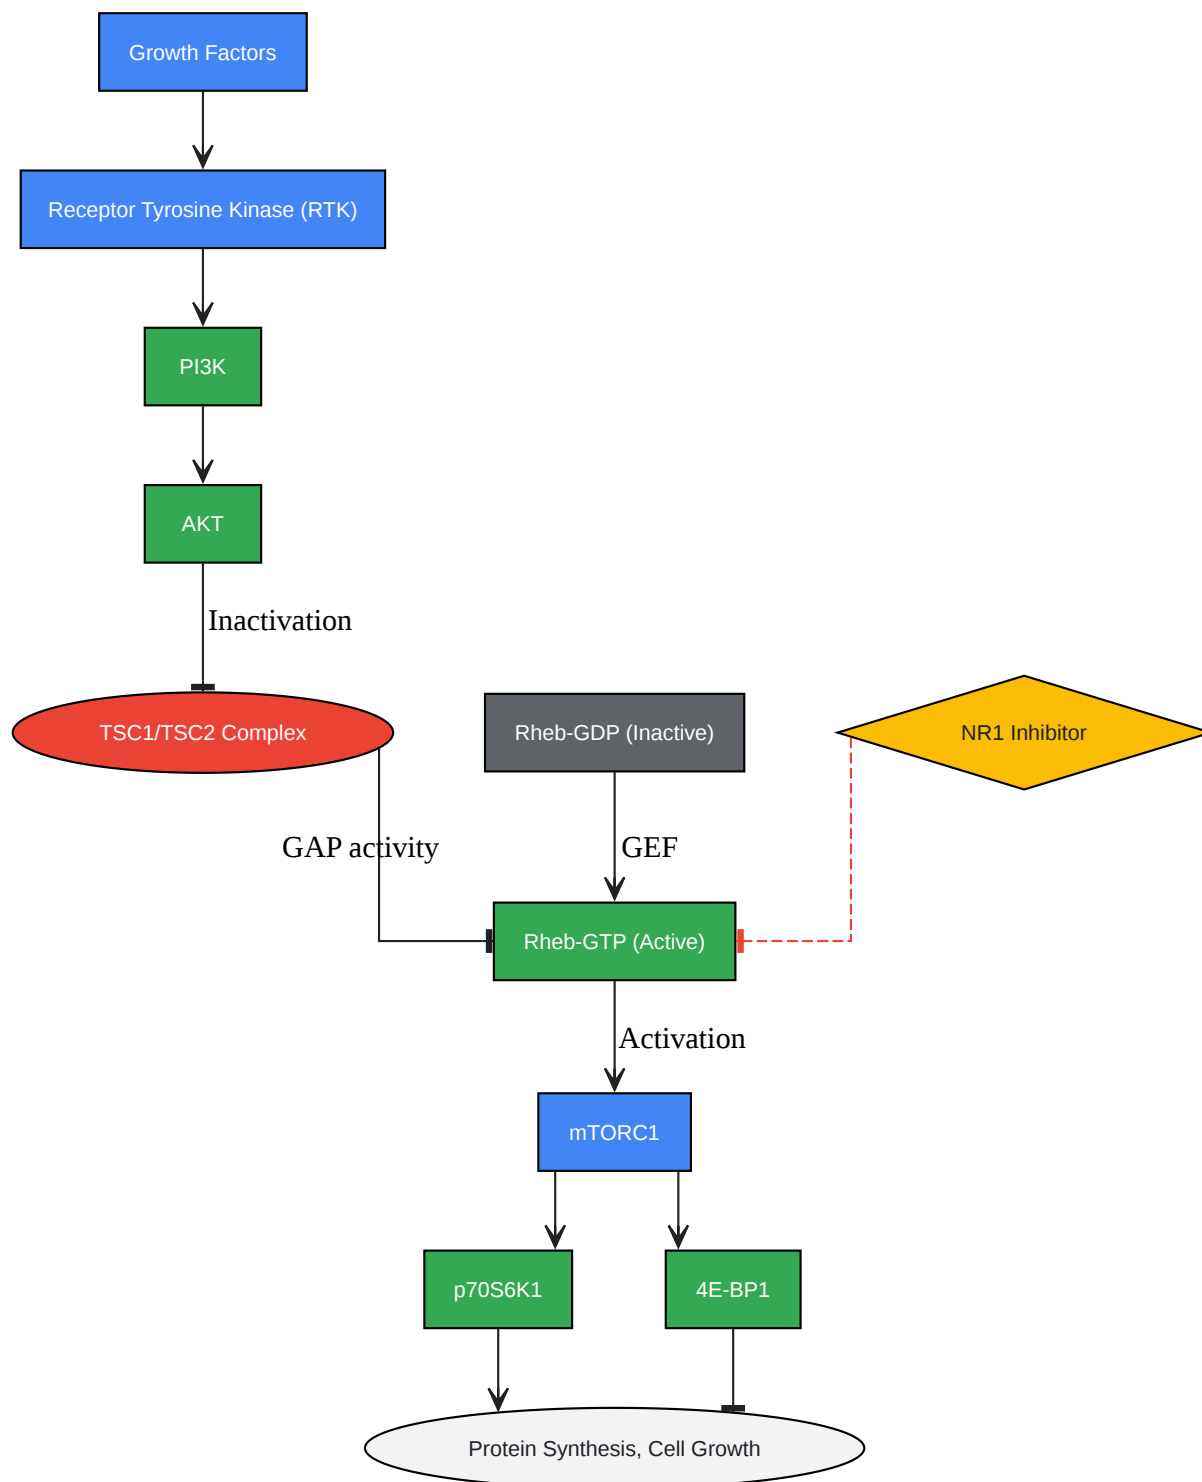 Growth Factors
Receptor Tyrosine Kinase (RTK)
PI3K
AKT
Inactivation
TSC1/TSC2 Complex
Rheb-GDP (Inactive)
NR1 Inhibitor
GAP activity
GEF
Rheb-GTP (Active)
Activation
mTORC1
p70S6K1
4E-BP1
Protein Synthesis, Cell Growth